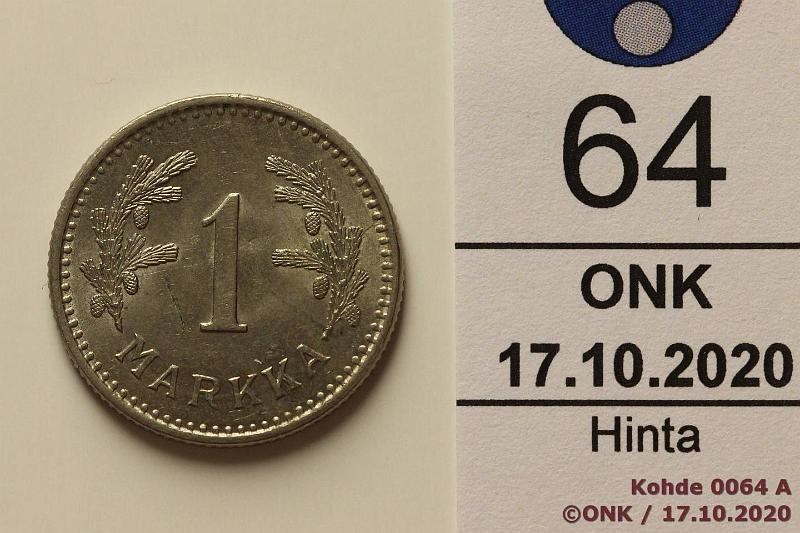 1
MARKKA
64
ONK
17.10.2020
Hinta
Kohde 0064 A
©ONK / 17.10.2020